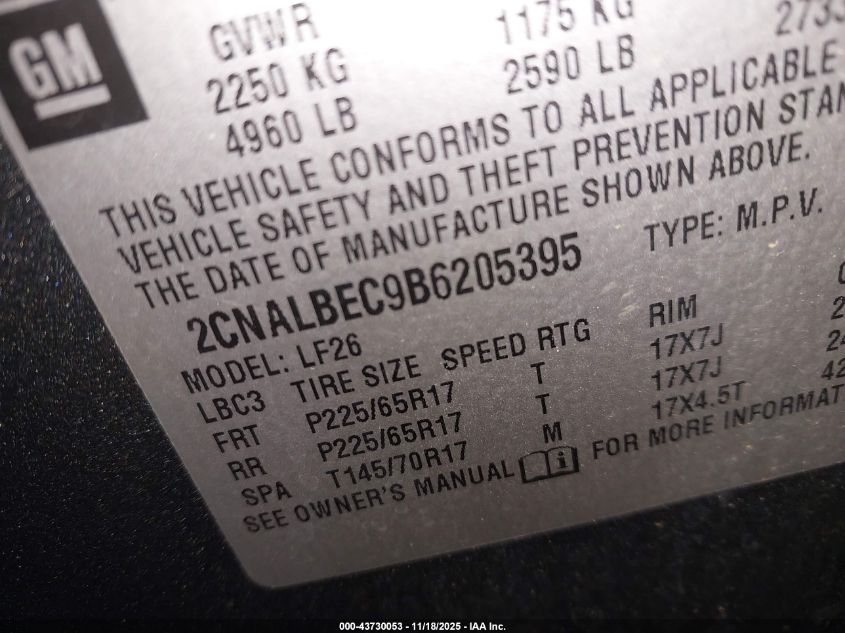 GM
GVWR 1175 KG
2250 KG 2590 LB
4960 LB
THIS VEHICLE CONFORMS TO ALL APPLICABLE
VEHICLE SAFETY AND THEFT PREVENTION STAN
THE DATE OF MANUFACTURE SHOWN ABOVE.
2CNALBEC9B6205395 TYPE: M.P.V.
MODEL: LF26
LBC3 TIRE SIZE SPEED RTG RIM
FRT P225/65R17 T 17X7J
RR P225/65R17 T 17X7J
SPA T145/70R17 M 17X4.5T 42
SEE OWNER'S MANUAL i FOR MORE INFORMAT
000-43730053 - 11/18/2025 - IAA Inc.